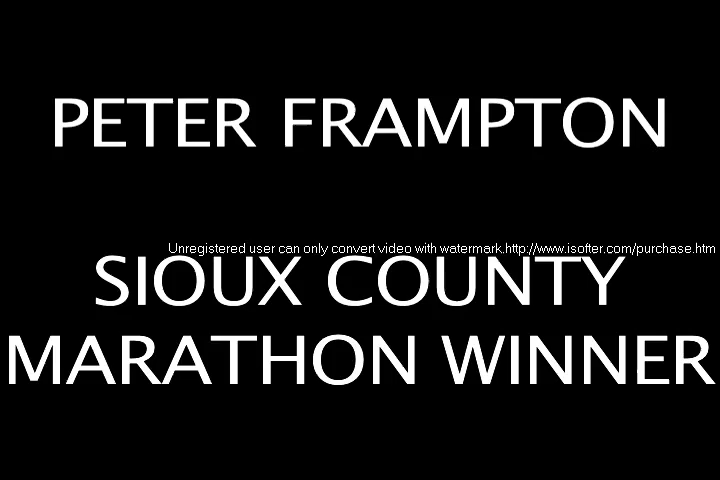 PETER FRAMPTON
Unregistered user can only convert video with watermark,http://www.isofter.com/purchase.htm
SIOUX COUNTY
MARATHON WINNER